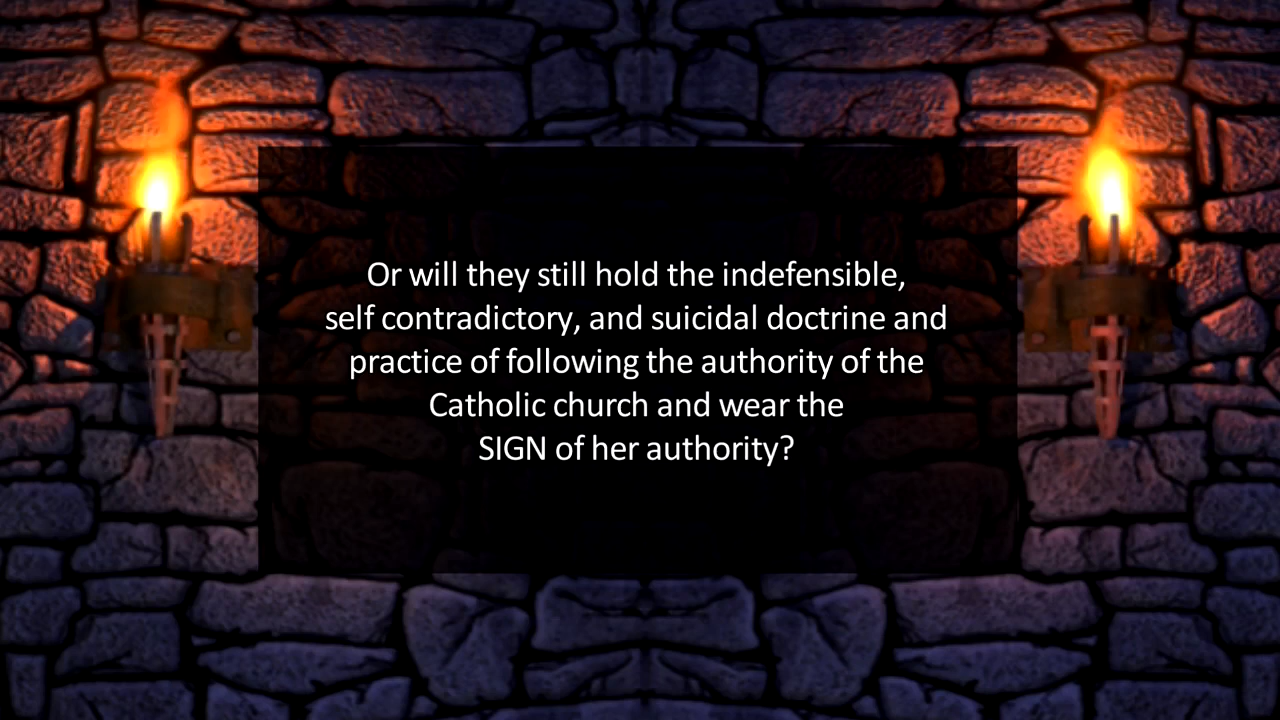 Or will they still hold the indefensible,
self contradictory, and suicidal doctrine and
practice of following the authority of the
Catholic church and wear the
SIGN of her authority?